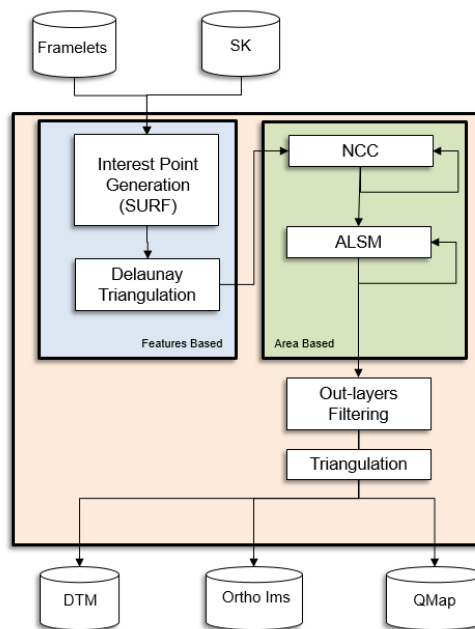 Framelets
SK
Interest Point
Generation
(SURF)
Delaunay
Triangulation
Features Based
NCC
ALSM
Area Based
Out-layers
Filtering
Triangulation
DTM
Ortho Ims
QMap